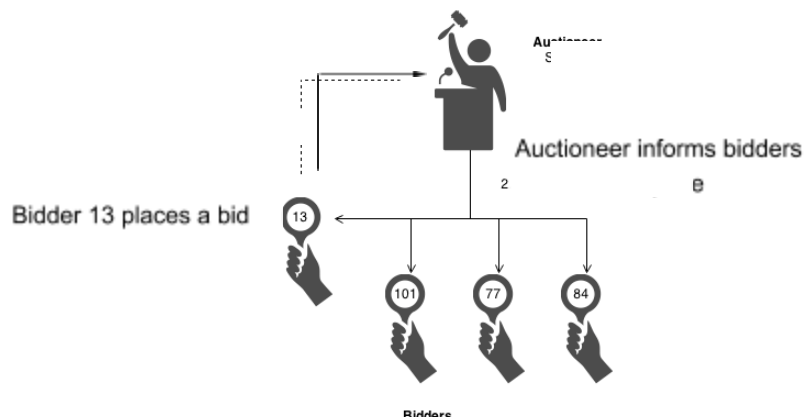 Auctioneer informs bidders
2
Bidder 13 places a bid
13
101
77
84
Bidders